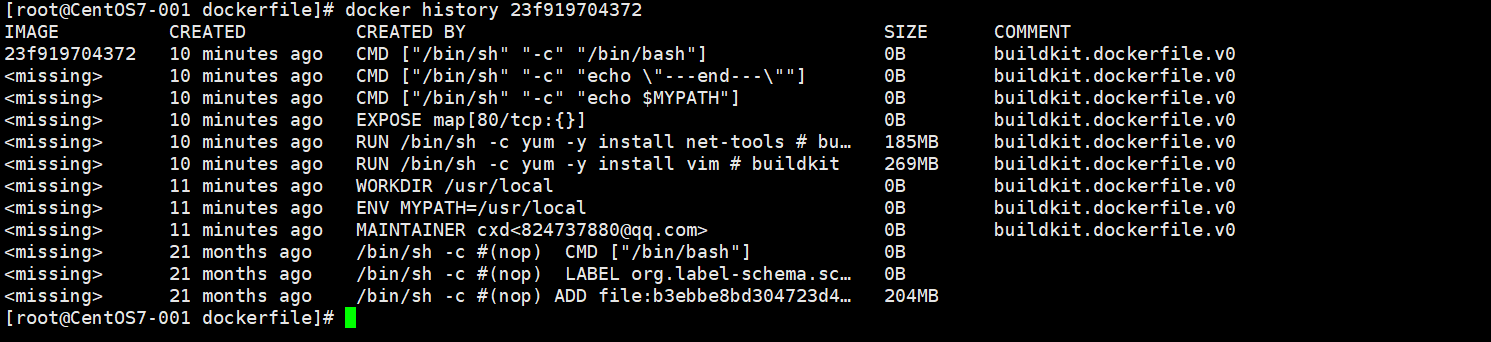 [root@CentOS7-001 dockerfile]# docker history 23f919704372
IMAGE CREATED CREATED BY SIZE COMMENT
23f919704372 10 minutes ago CMD ["/bin/sh" "-c" "/bin/bash"] 0B buildkit.dockerfile.v0
<missing> 10 minutes ago CMD ["/bin/sh" "-c" "echo \"---end---\""] 0B buildkit.dockerfile.v0
<missing> 10 minutes ago CMD ["/bin/sh" "-c" "echo $MYPATH"] 0B buildkit.dockerfile.v0
<missing> 10 minutes ago EXPOSE map[80/tcp:{}] 0B buildkit.dockerfile.v0
<missing> 10 minutes ago RUN /bin/sh -c yum -y install net-tools # bu… 185MB buildkit.dockerfile.v0
<missing> 10 minutes ago RUN /bin/sh -c yum -y install vim # buildkit 269MB buildkit.dockerfile.v0
<missing> 11 minutes ago WORKDIR /usr/local 0B buildkit.dockerfile.v0
<missing> 11 minutes ago ENV MYPATH=/usr/local 0B buildkit.dockerfile.v0
<missing> 11 minutes ago MAINTAINER cxd<824737880@qq.com> 0B buildkit.dockerfile.v0
<missing> 21 months ago /bin/sh -c #(nop)  CMD ["/bin/bash"] 0B
<missing> 21 months ago /bin/sh -c #(nop)  LABEL org.label-schema.sc… 0B
<missing> 21 months ago /bin/sh -c #(nop) ADD file:b3ebbe8bd304723d4… 204MB
[root@CentOS7-001 dockerfile]#